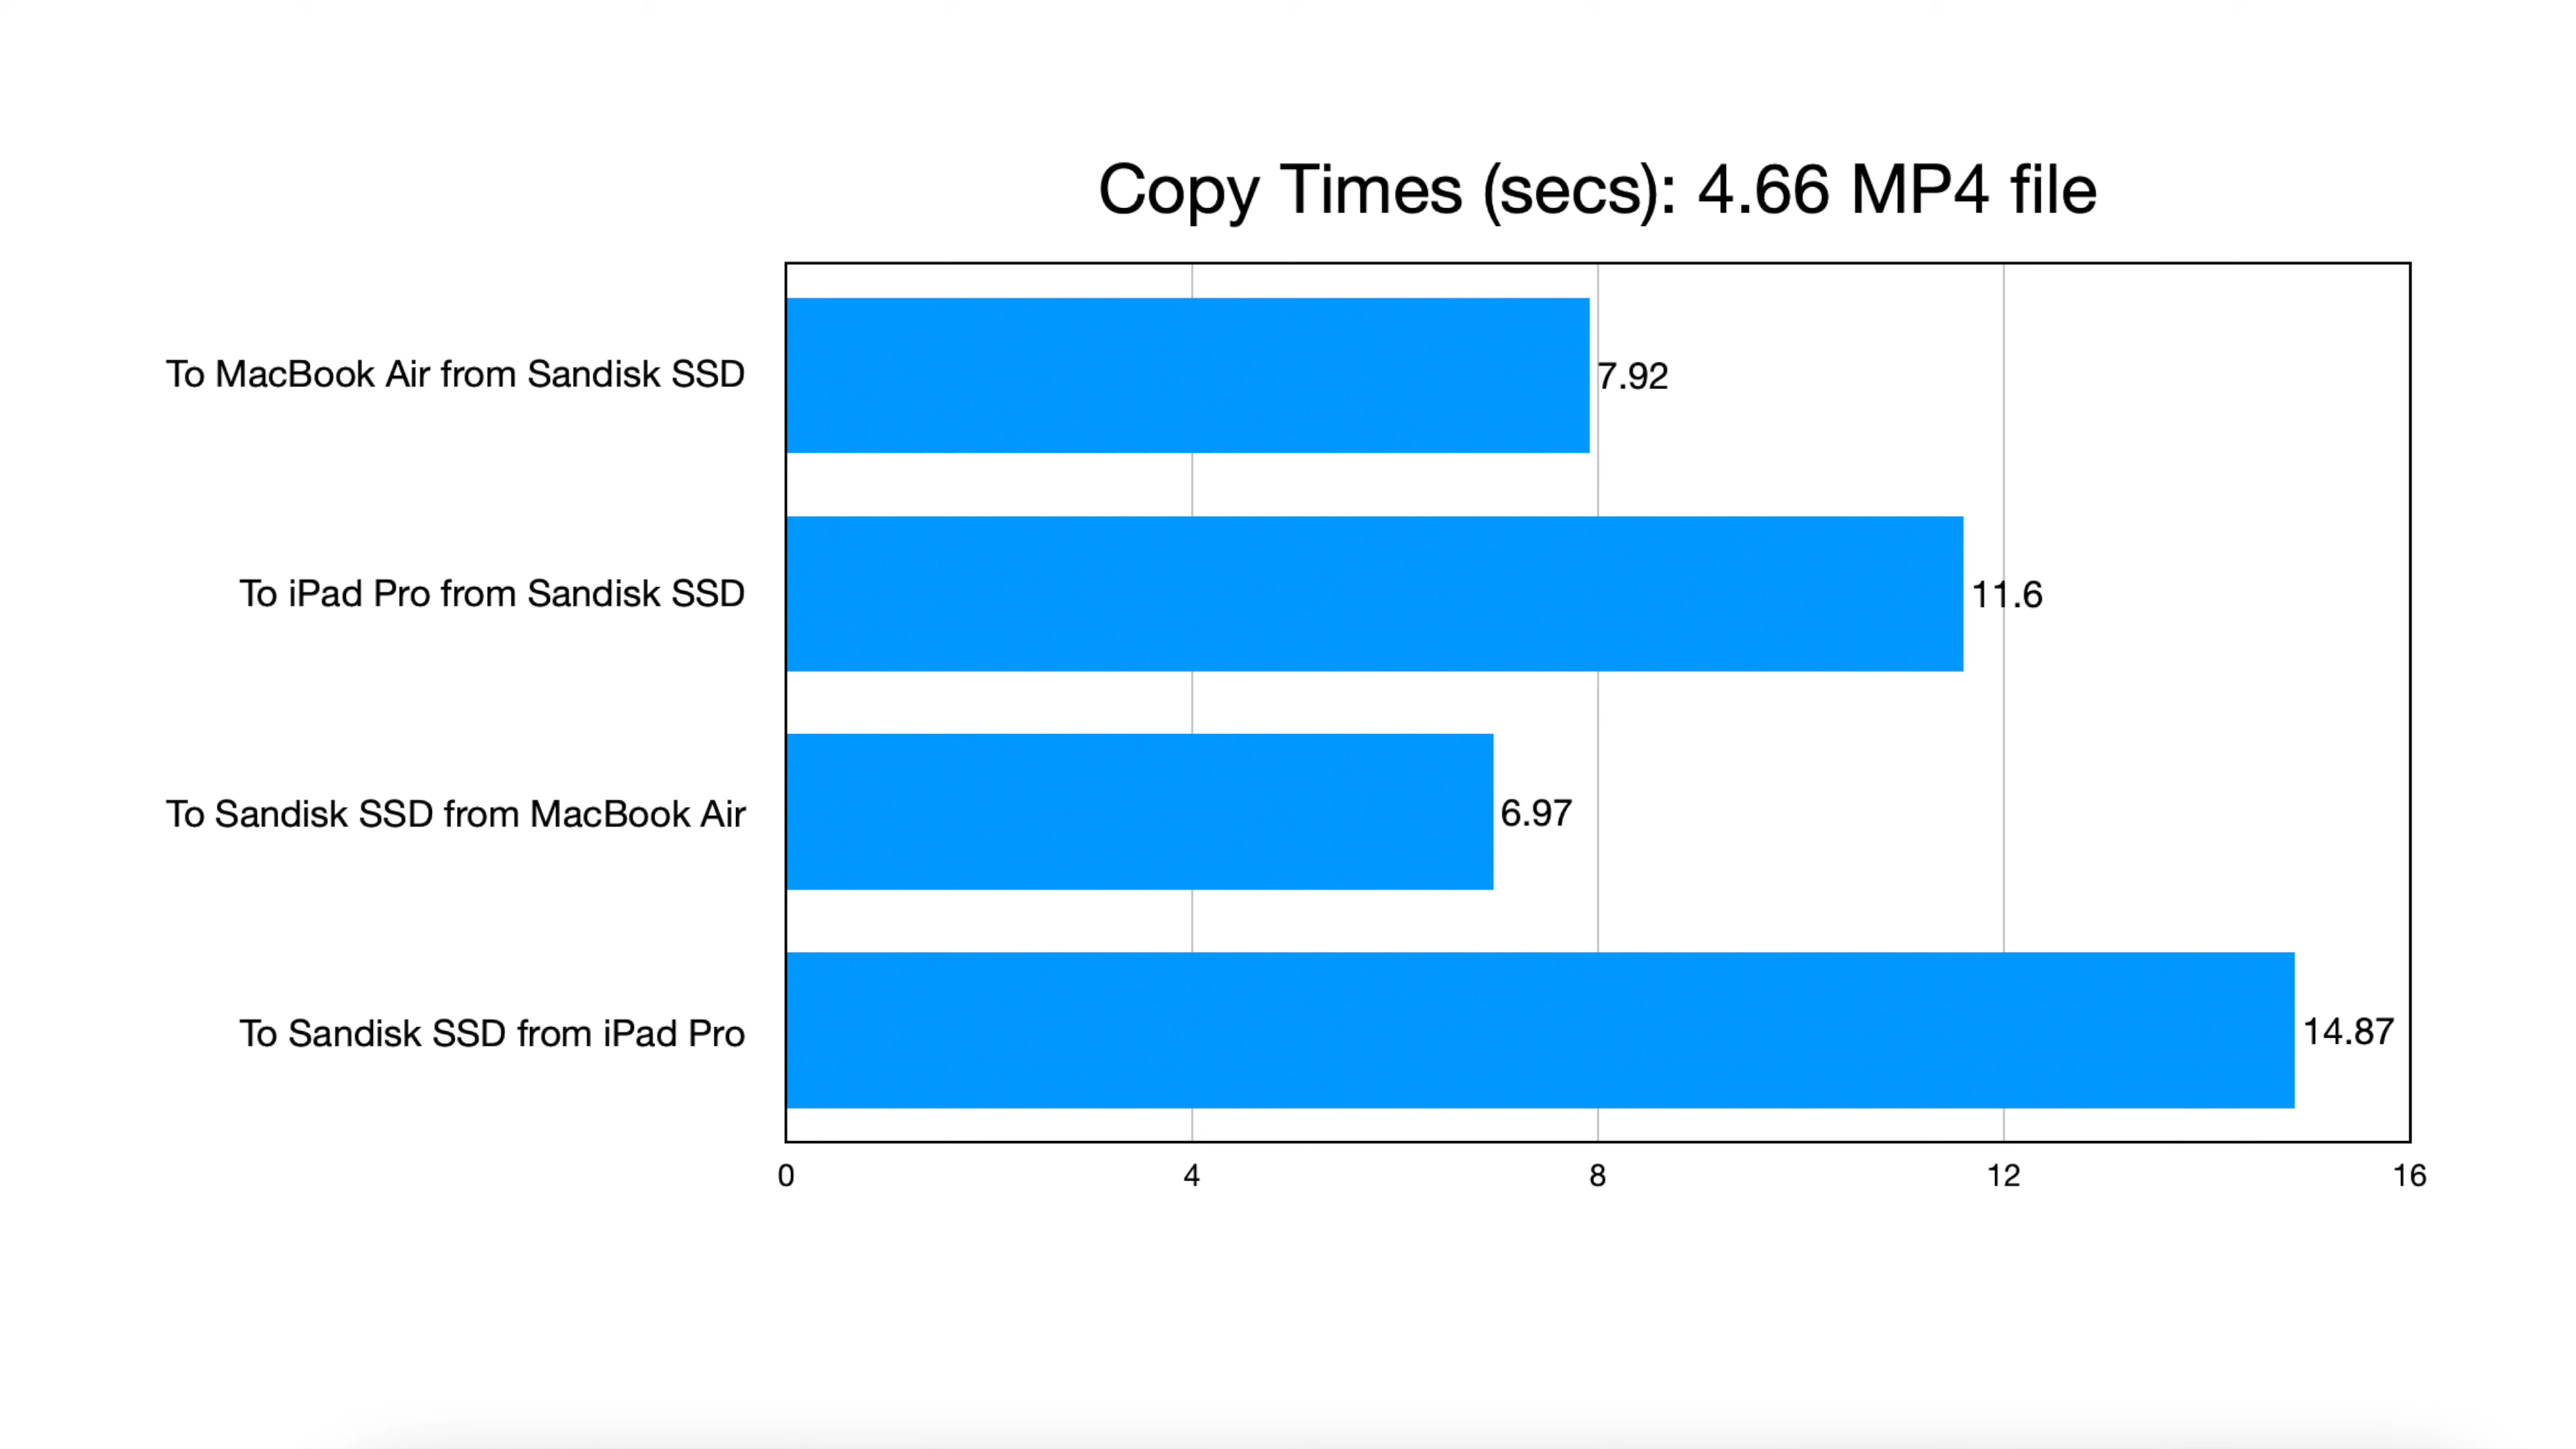 Copy Times (secs): 4.66 MP4 file
To MacBook Air from Sandisk SSD
7.92
To iPad Pro from Sandisk SSD
11.6
To Sandisk SSD from MacBook Air
6.97
To Sandisk SSD from iPad Pro
14.87
0 4 8 12 16